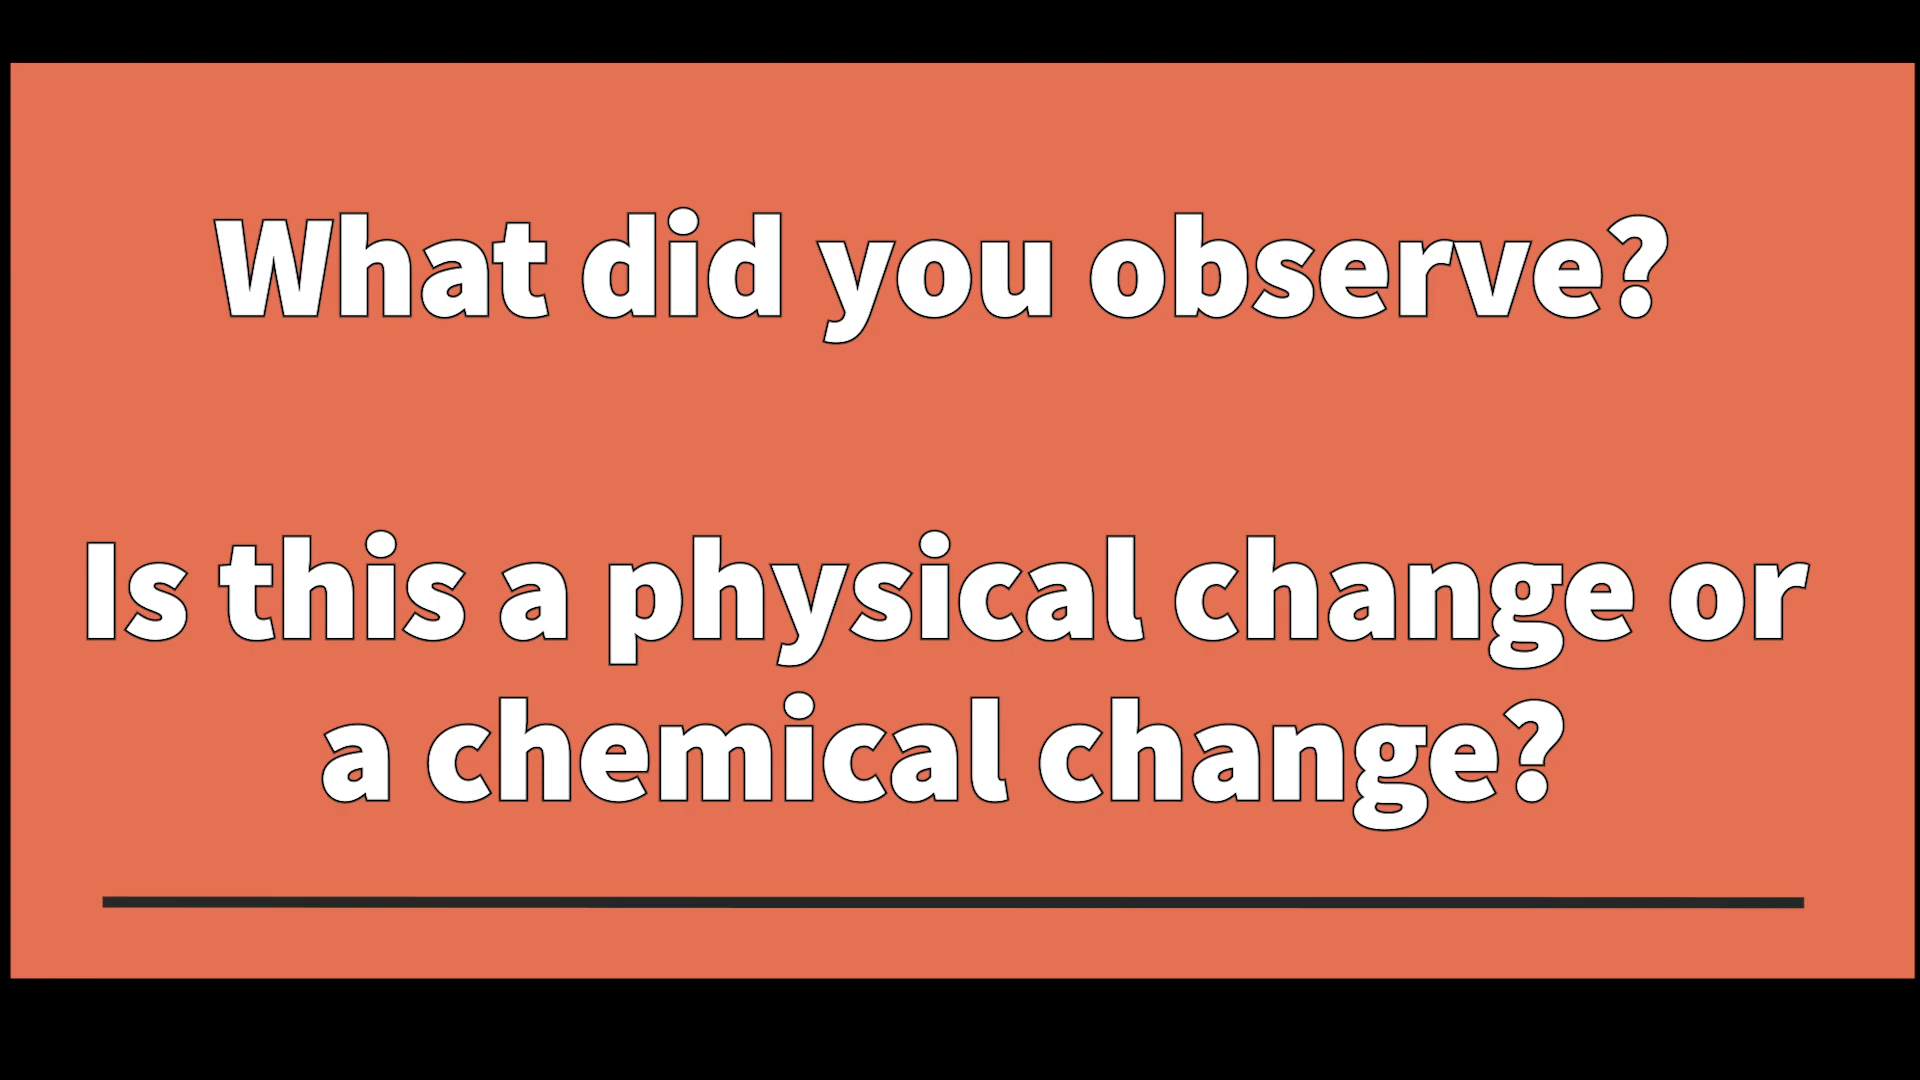 What did you observe?
Is this a physical change or
a chemical change?